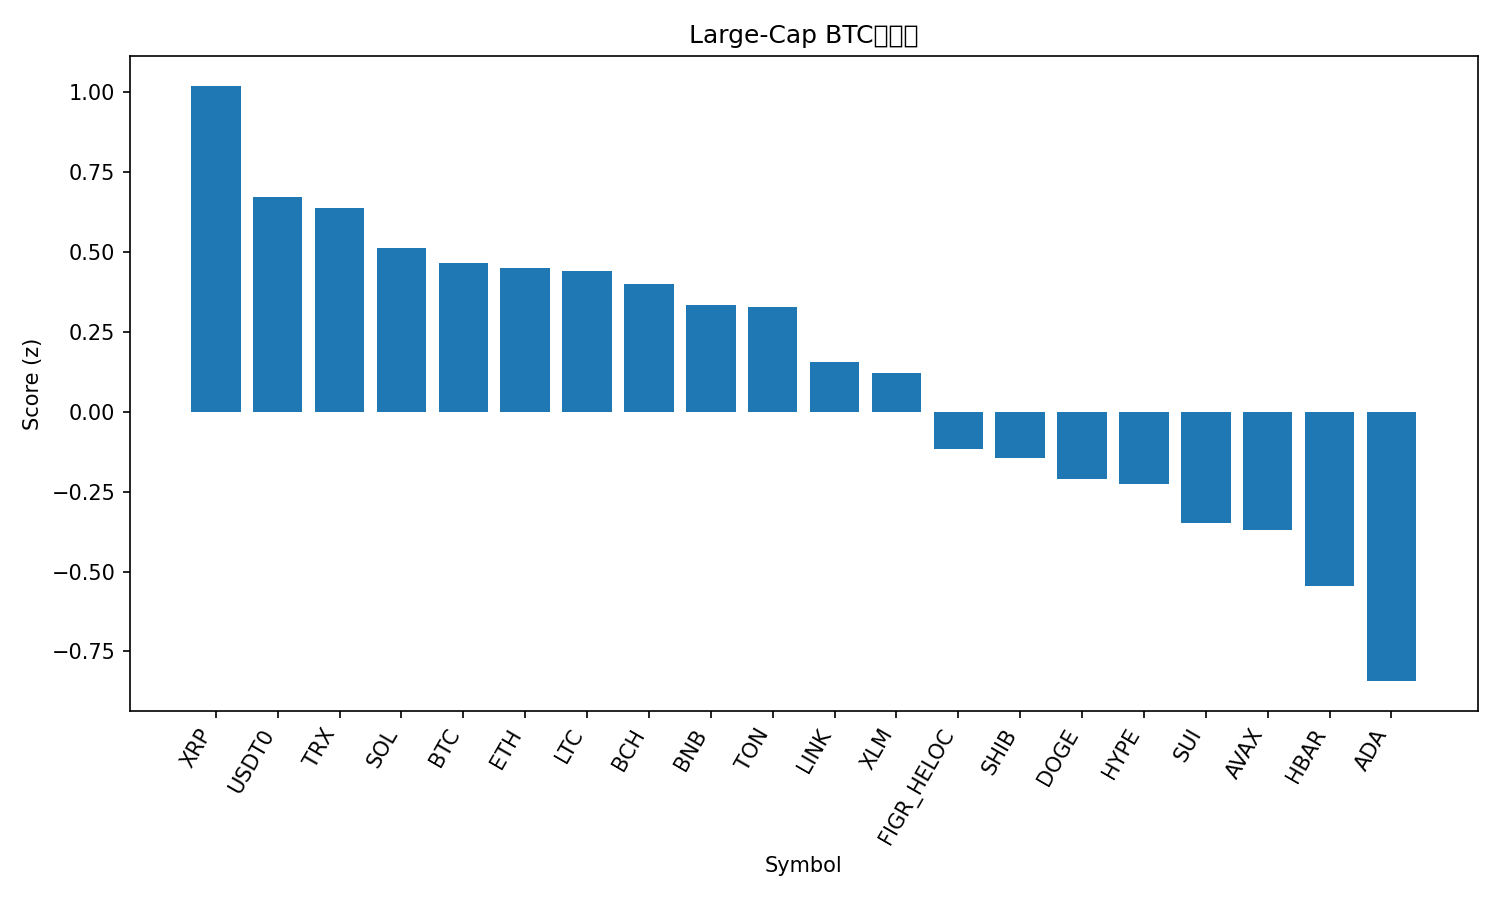 Large-Cap BTC
1.00
0.75
0.50
0.25
0.00
−0.25
−0.50
−0.75
Score (z)
XRP
USDT0
TRX
SOL
BTC
ETH
LTC
BCH
BNB
TON
LINK
XLM
FIGR_HELOC
SHIB
DOGE
HYPE
SUI
AVAX
HBAR
ADA
Symbol